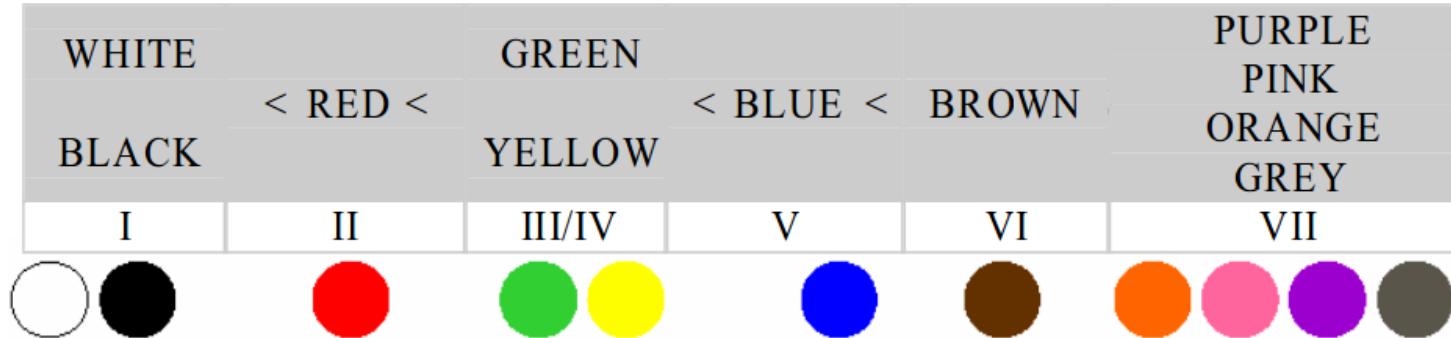 WHITE
BLACK
< RED <
GREEN
YELLOW
< BLUE <
BROWN
PURPLE
PINK
ORANGE
GREY
I II III/IV V VI VII